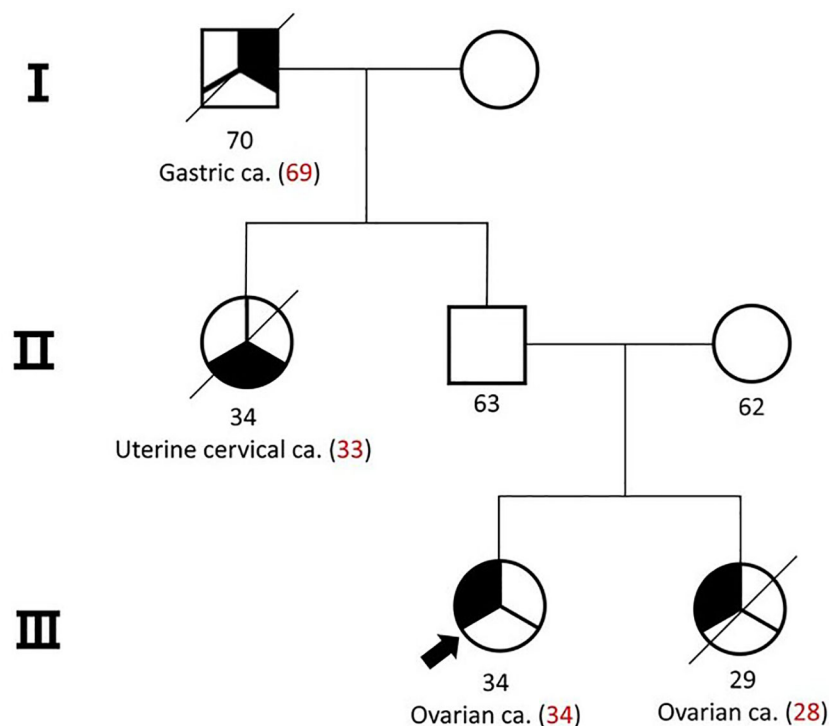 I
70
Gastric ca. (69)
II
34
Uterine cervical ca. (33)
63
62
III
34
Ovarian ca. (34)
29
Ovarian ca. (28)